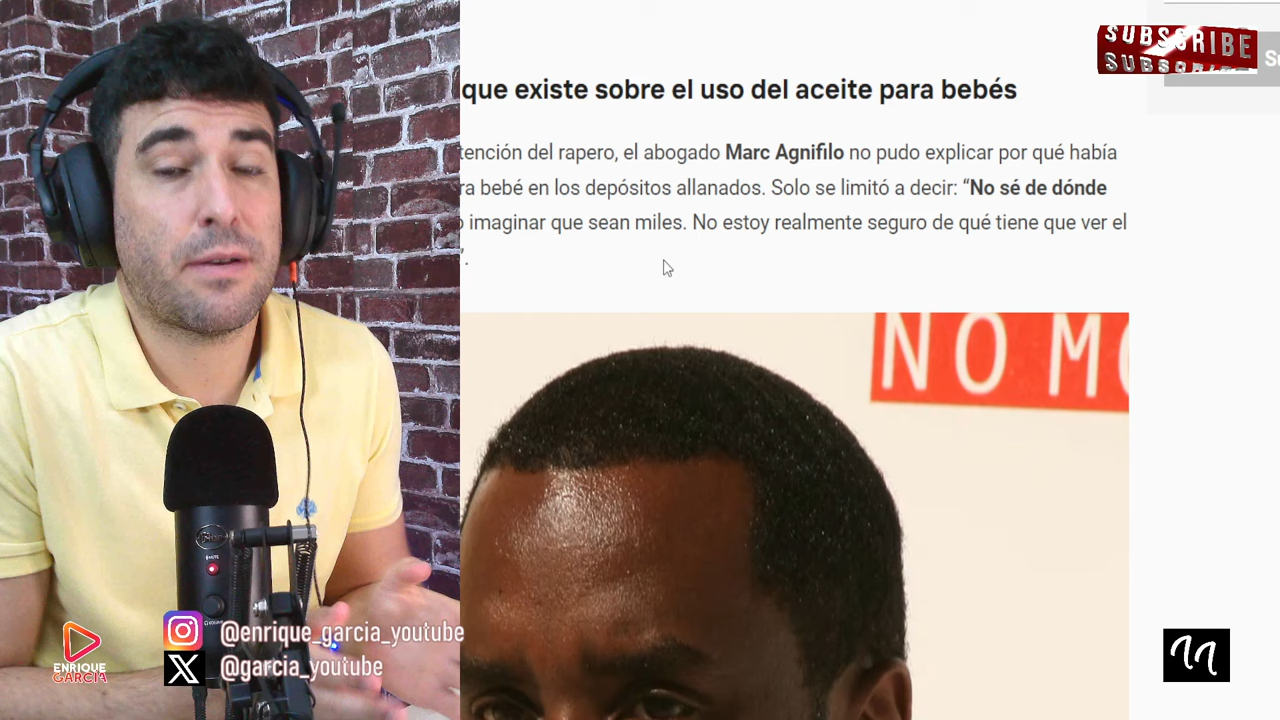 SUBSCRIBE
SUBSCRIBE
que existe sobre el uso del aceite para bebés
tención del rapero, el abogado Marc Agnifilo no pudo explicar por qué había
ra bebé en los depósitos allanados. Solo se limitó a decir: “No sé de dónde
o imaginar que sean miles. No estoy realmente seguro de qué tiene que ver el
”.
NO MO
@enrique_garcia_youtube
@garcia_youtube
ENRIQUE
GARCIA